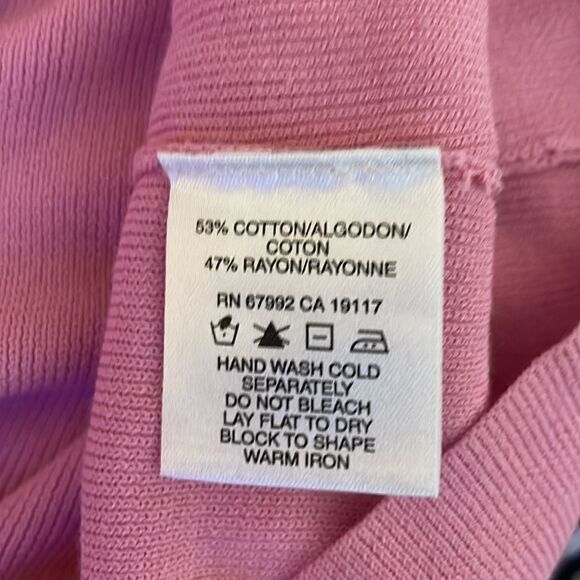 53% COTTON/ALGODON/
COTON
47% RAYON/RAYONNE
RN 67992 CA 19117
HAND WASH COLD
SEPARATELY
DO NOT BLEACH
LAY FLAT TO DRY
BLOCK TO SHAPE
WARM IRON